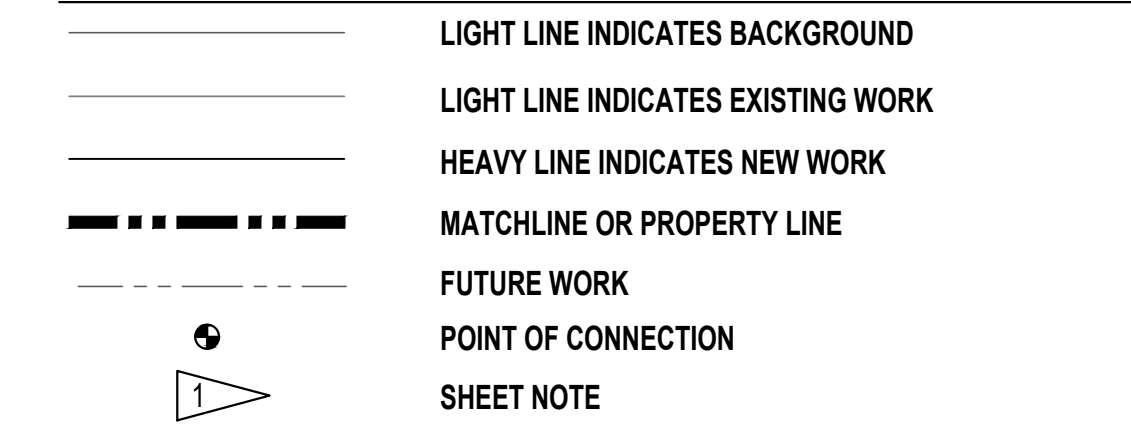 LIGHT LINE INDICATES BACKGROUND
LIGHT LINE INDICATES EXISTING WORK
HEAVY LINE INDICATES NEW WORK
MATCHLINE OR PROPERTY LINE
FUTURE WORK
POINT OF CONNECTION
1 SHEET NOTE